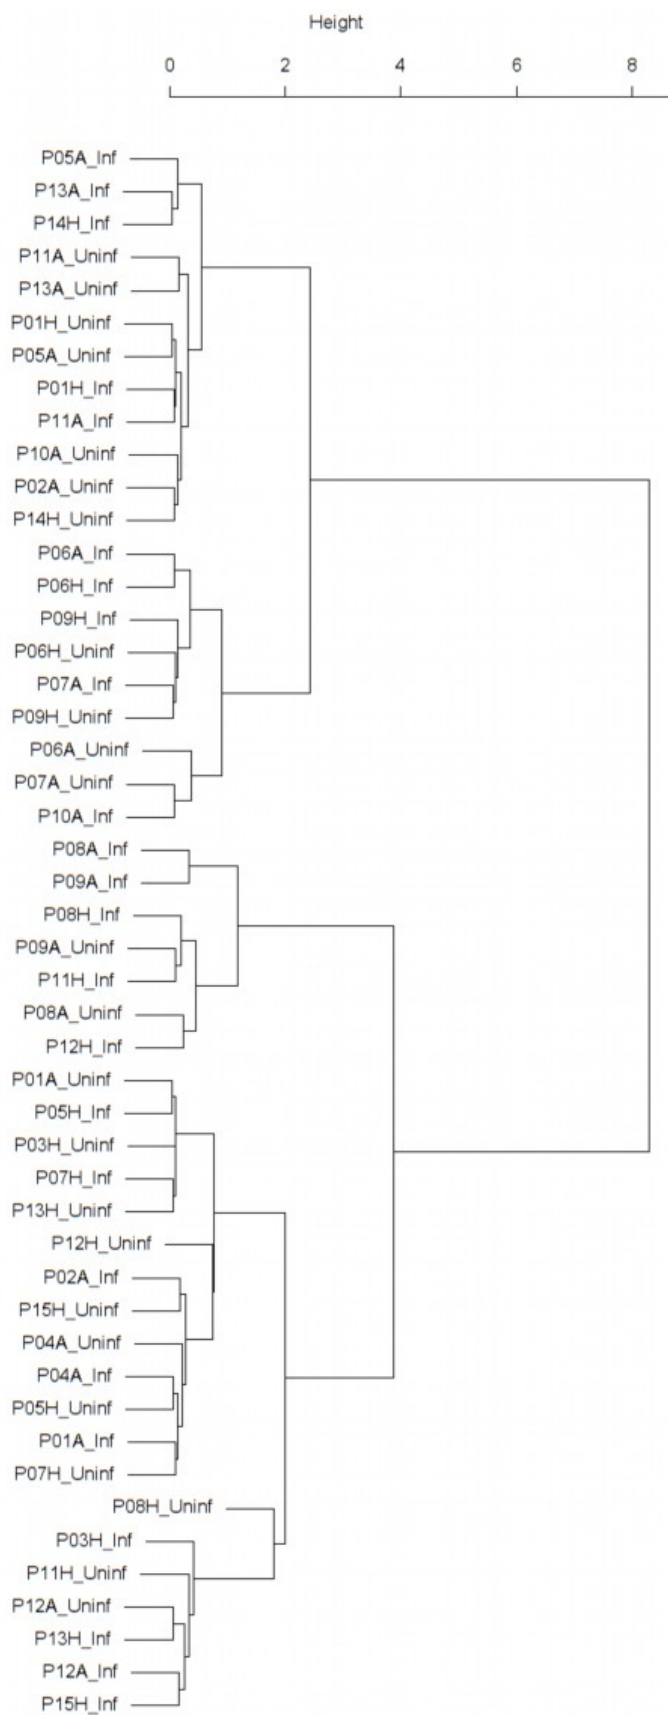 Height
0 2 4 6 8
P05A_Inf
P13A_Inf
P14H_Inf
P11A_Uninf
P13A_Uninf
P01H_Uninf
P05A_Uninf
P01H_Inf
P11A_Inf
P10A_Uninf
P02A_Uninf
P14H_Uninf
P06A_Inf
P06H_Inf
P09H_Inf
P06H_Uninf
P07A_Inf
P09H_Uninf
P06A_Uninf
P07A_Uninf
P10A_Inf
P08A_Inf
P09A_Inf
P08H_Inf
P09A_Uninf
P11H_Inf
P08A_Uninf
P12H_Inf
P01A_Uninf
P05H_Inf
P03H_Uninf
P07H_Inf
P13H_Uninf
P12H_Uninf
P02A_Inf
P15H_Uninf
P04A_Uninf
P04A_Inf
P05H_Uninf
P01A_Inf
P07H_Uninf
P08H_Uninf
P03H_Inf
P11H_Uninf
P12A_Uninf
P13H_Inf
P12A_Inf
P15H_Inf